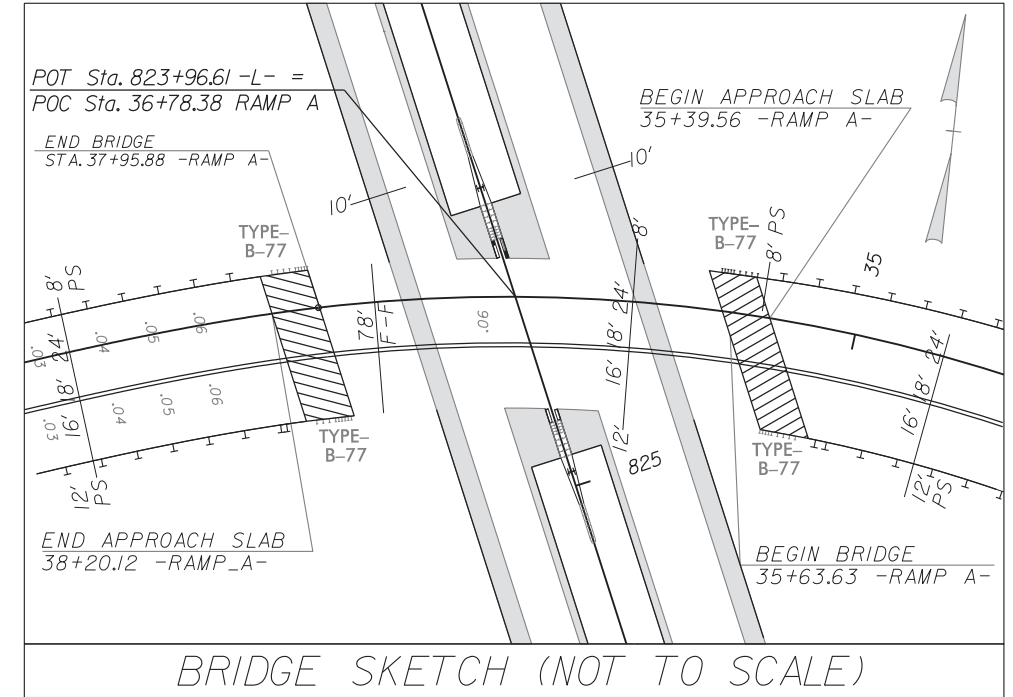 POT Sta. 823+96.61 -L- =
POC Sta. 36+78.38 RAMP A
END BRIDGE
STA. 37+95.88 -RAMP A-
BEGIN APPROACH SLAB
35+39.56 -RAMP A-
10'
10'
TYPE-
B-77
TYPE-
B-77
8' PS
8'
8'
PS
35
.03
24'
.04
.05
.06
78'
F-F
.06
24'
18'
16'
12'
24'
18'
16'
12'
PS
18'
16'
12'
PS
.03
.04
.05
.06
TYPE-
B-77
825
TYPE-
B-77
END APPROACH SLAB
38+20.12 -RAMP_A-
BEGIN BRIDGE
35+63.63 -RAMP A-
BRIDGE SKETCH (NOT TO SCALE)